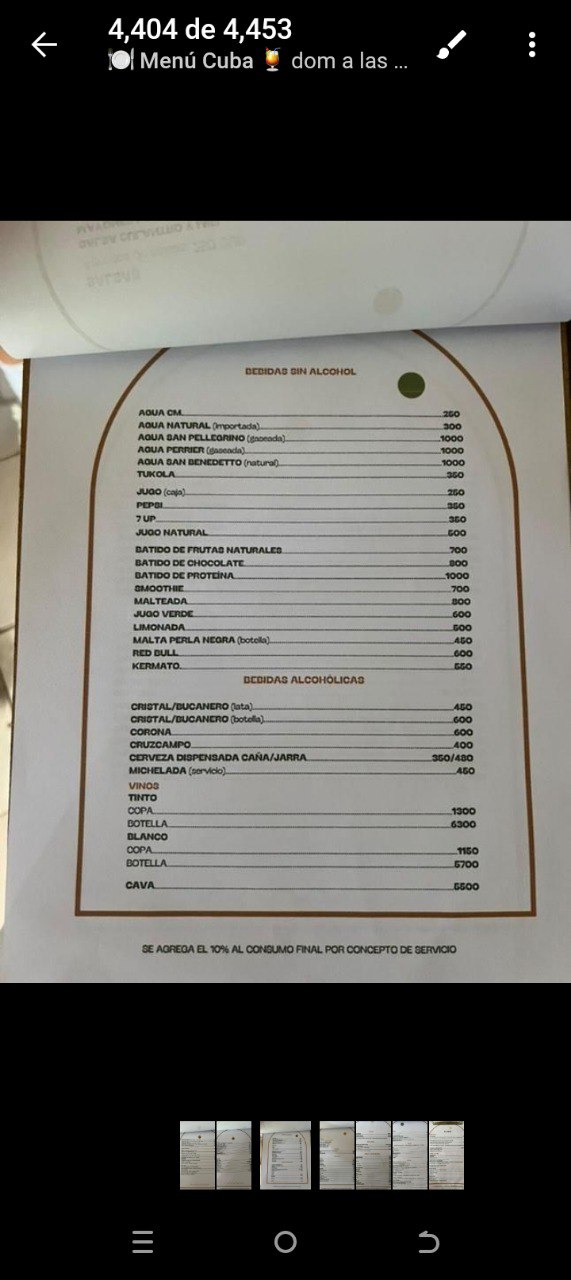 4,404 de 4,453
🍽️ Menú Cuba 🍹 dom a las ...
BEBIDAS SIN ALCOHOL
AGUA CM 250
AGUA NATURAL (importada) 300
AGUA SAN PELLEGRINO (gaseada) 1000
AGUA PERRIER (gaseada) 1000
AGUA SAN BENEDETTO (natural) 1000
TUKOLA 350
JUGO (caja) 250
PEPSI 350
7 UP 350
JUGO NATURAL 500
BATIDO DE FRUTAS NATURALES 700
BATIDO DE CHOCOLATE 800
BATIDO DE PROTEÍNA 1000
SMOOTHIE 700
MALTEADA 800
JUGO VERDE 600
LIMONADA 500
MALTA PERLA NEGRA (botella) 450
RED BULL 600
KERMATO 550
BEBIDAS ALCOHÓLICAS
CRISTAL/BUCANERO (lata) 450
CRISTAL/BUCANERO (botella) 600
CORONA 600
CRUZCAMPO 400
CERVEZA DISPENSADA CAÑA/JARRA 350/480
MICHELADA (servicio) 450
VINOS
TINTO
COPA 1300
BOTELLA 6300
BLANCO
COPA 1150
BOTELLA 5700
CAVA 5500
SE AGREGA EL 10% AL CONSUMO FINAL POR CONCEPTO DE SERVICIO